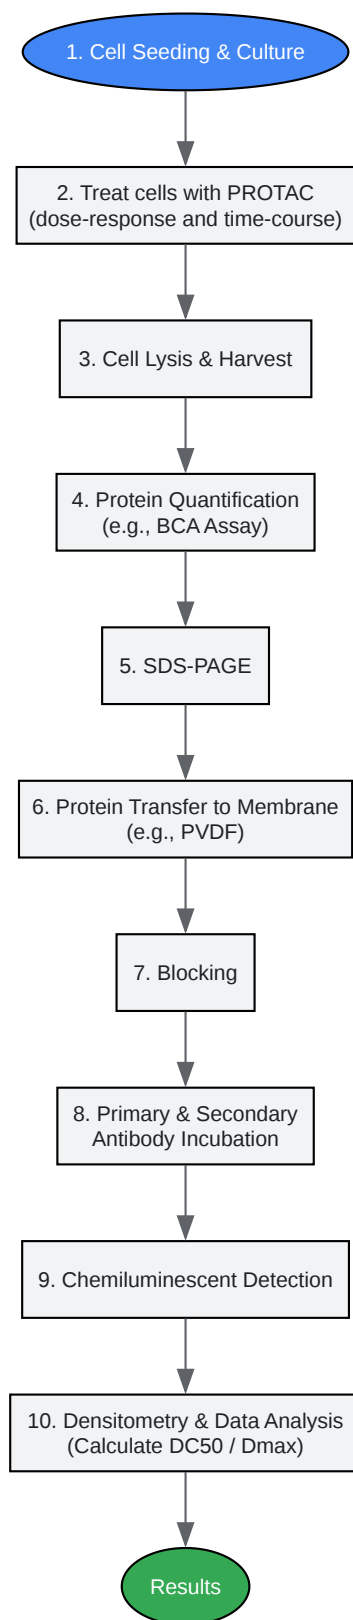 1. Cell Seeding & Culture
2. Treat cells with PROTAC
(dose-response and time-course)
3. Cell Lysis & Harvest
4. Protein Quantification
(e.g., BCA Assay)
5. SDS-PAGE
6. Protein Transfer to Membrane
(e.g., PVDF)
7. Blocking
8. Primary & Secondary
Antibody Incubation
9. Chemiluminescent Detection
10. Densitometry & Data Analysis
(Calculate DC50 / Dmax)
Results